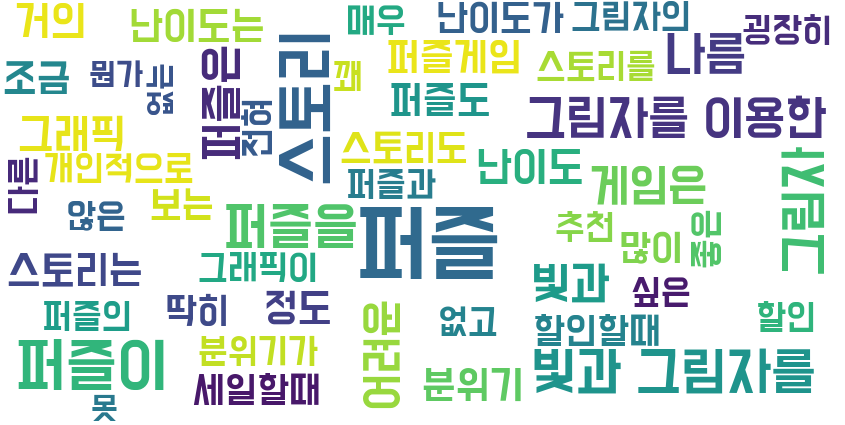 거의
난이도는
매우
난이도가
그림자의
굉장히
조금
뭔가
없는
퍼즐은
전혀
스토리
꽤
퍼즐게임
스토리를
나름
퍼즐도
그림자를 이용한
그래픽
개인적으로
스토리도
난이도
게임은
그림자
다른
않은
보는
퍼즐과
퍼즐을
퍼즐
추천
많이
좋은
스토리는
그래픽이
빛과
싶은
퍼즐의
딱히
정도
어려운
없고
할인할때
할인
퍼즐이
분위기가
세일할때
분위기
빛과 그림자를
못